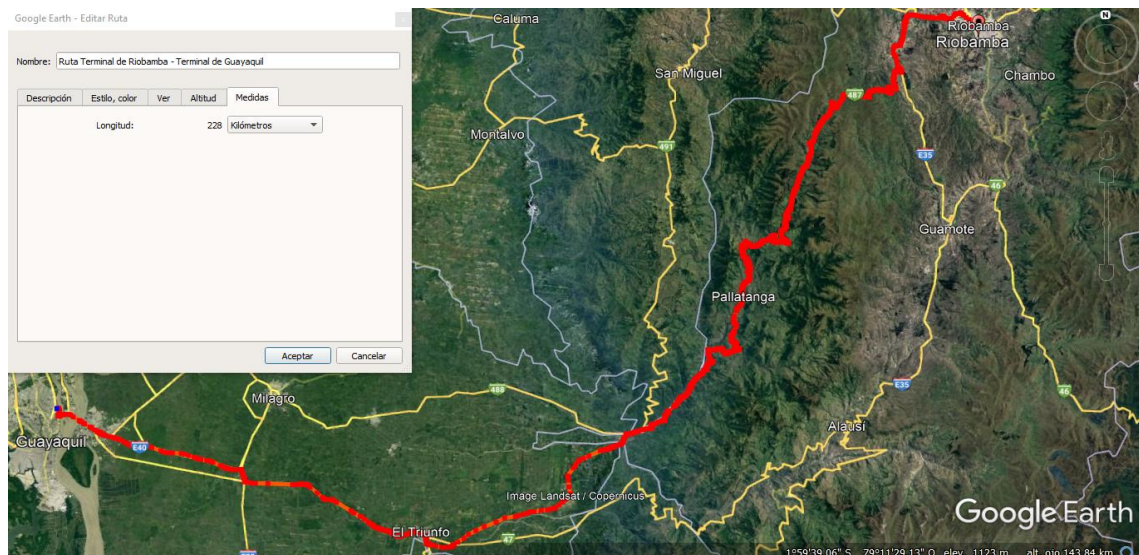 Google Earth - Editar Ruta
Nombre: Ruta Terminal de Riobamba - Terminal de Guayaquil
Descripción Estilo, color Ver Altitud Medidas
Longitud: 228 Kilómetros
Aceptar Cancelar
Caluma
N
Riobamba
Riobamba
San Miguel
Chambo
487
Montalvo
491
E35
46
Guamote
Pallatanga
E35
488
46
Milagro
Alausí
Guayaquil
E40
Image Landsat / Copernicus
Google Earth
El Triunfo
47
1°59'39.06" S 79°11'29.13" O elev. 1123 m alt. ojo 143.84 km